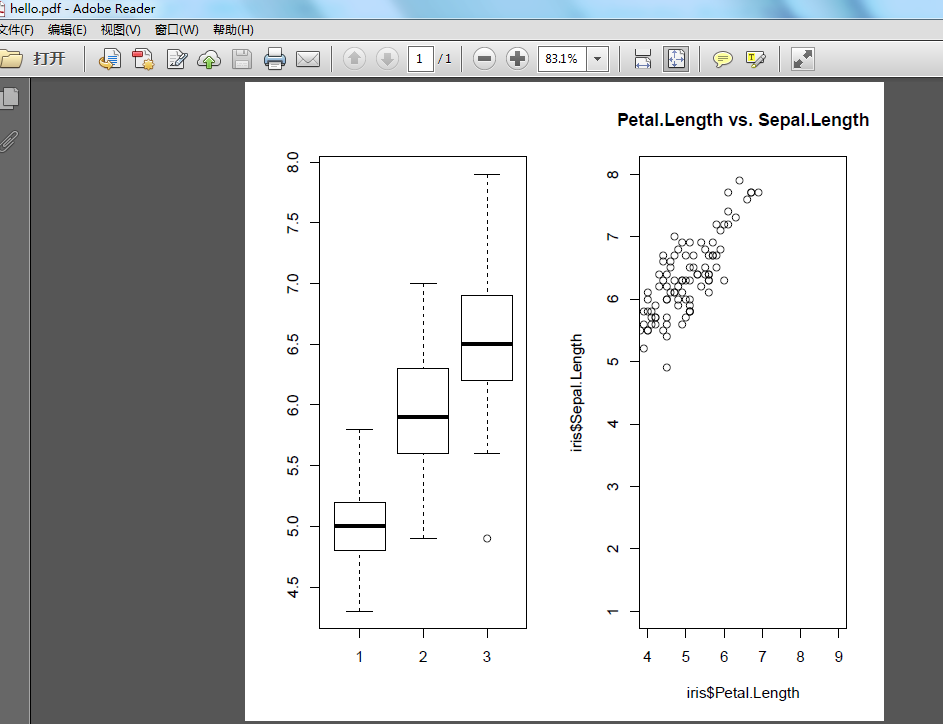 hello.pdf - Adobe Reader
文件(F) 编辑(E) 视图(V) 窗口(W) 帮助(H)
打开 1 / 1 83.1%
Petal.Length vs. Sepal.Length
8.0
7.5
7.0
6.5
6.0
5.5
5.0
4.5
1 2 3
iris$Sepal.Length
8
7
6
5
4
3
2
1
4 5 6 7 8 9
iris$Petal.Length